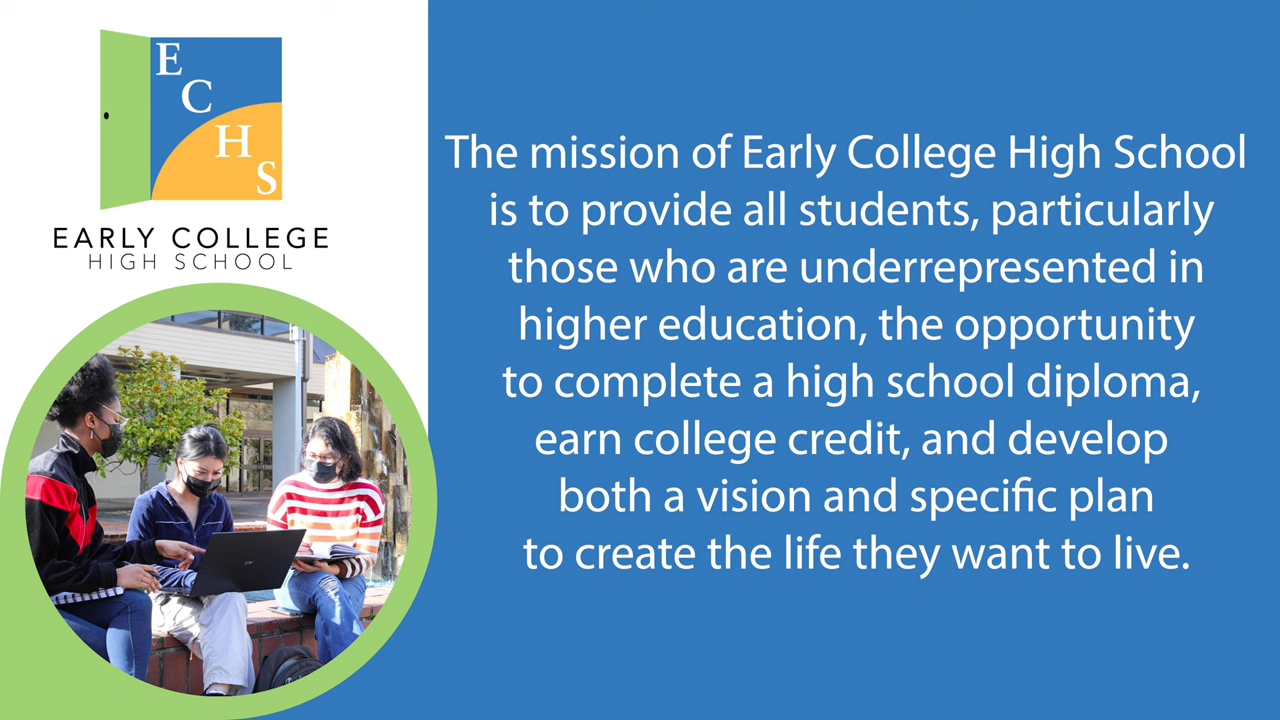 E
C
H
S
EARLY COLLEGE
HIGH SCHOOL
The mission of Early College High School
is to provide all students, particularly
those who are underrepresented in
higher education, the opportunity
to complete a high school diploma,
earn college credit, and develop
both a vision and specific plan
to create the life they want to live.